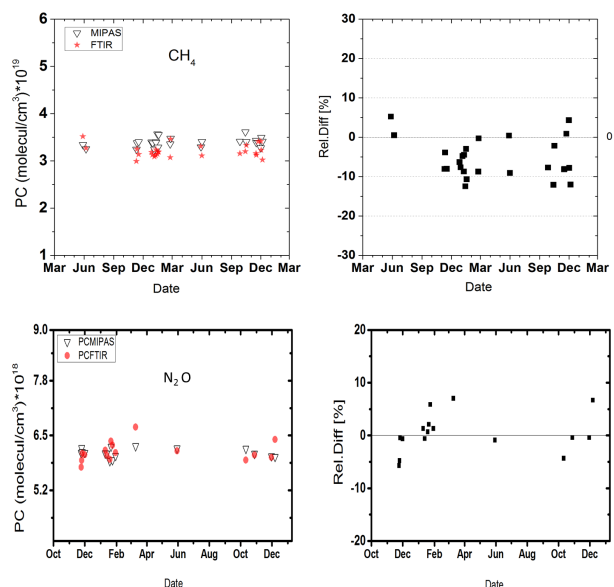 MIPAS
FTIR
CH4
PC (molecul/cm³)*10¹⁹
6
5
4
3
2
1
Mar Jun Sep Dec Mar Jun Sep Dec Mar
Date
Rel.Diff [%]
30
20
10
0
-10
-20
-30
0
Mar Jun Sep Dec Mar Jun Sep Dec Mar
Date
PCMIPAS
PCFTIR
N2O
PC (molecul/cm³)*10¹⁸
9.0
7.8
6.5
5.2
Oct Dec Feb Apr Jun Aug Oct Dec
Date
Rel.Diff [%]
20
10
0
-10
-20
Oct Dec Feb Apr Jun Aug Oct Dec
Date